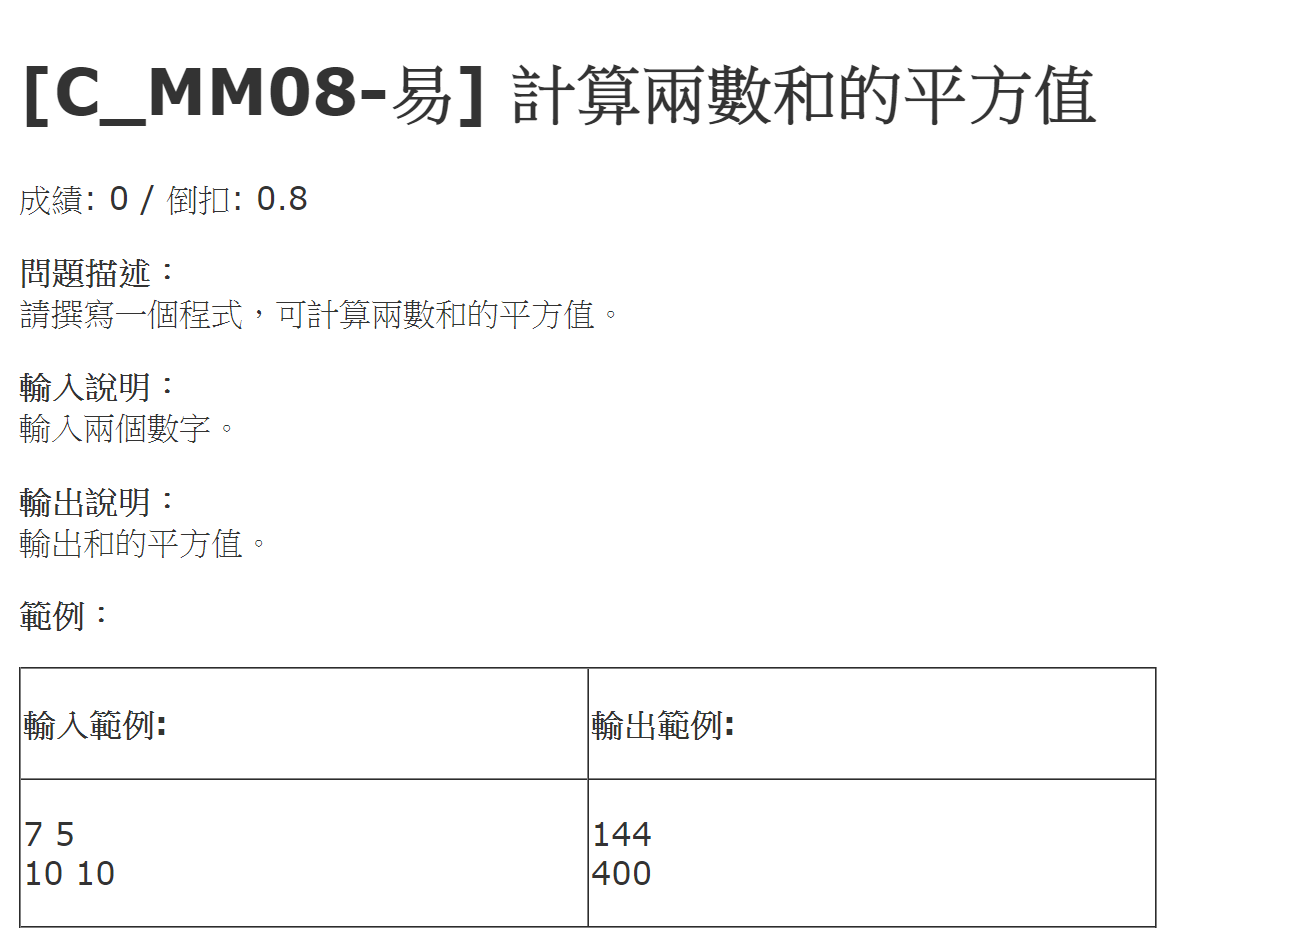 [C_MM08-易] 計算兩數和的平方值
成績: 0 / 倒扣: 0.8
問題描述：
請撰寫一個程式，可計算兩數和的平方值。
輸入說明：
輸入兩個數字。
輸出說明：
輸出和的平方值。
範例：
輸入範例: 輸出範例:
7 5 144
10 10 400